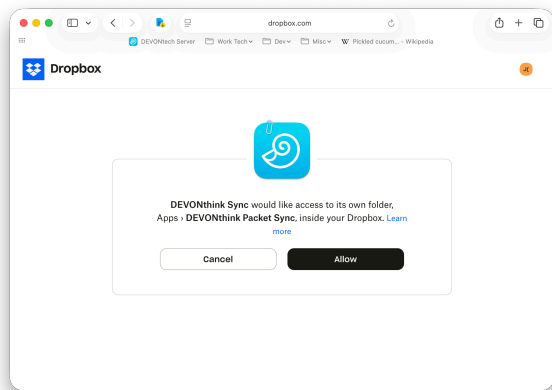 dropbox.com
DEVONtech Server Work Tech Dev Misc W Pickled cucum... – Wikipedia
Dropbox
DEVONthink Sync would like access to its own folder,
Apps › DEVONthink Packet Sync, inside your Dropbox. Learn
more
Cancel Allow